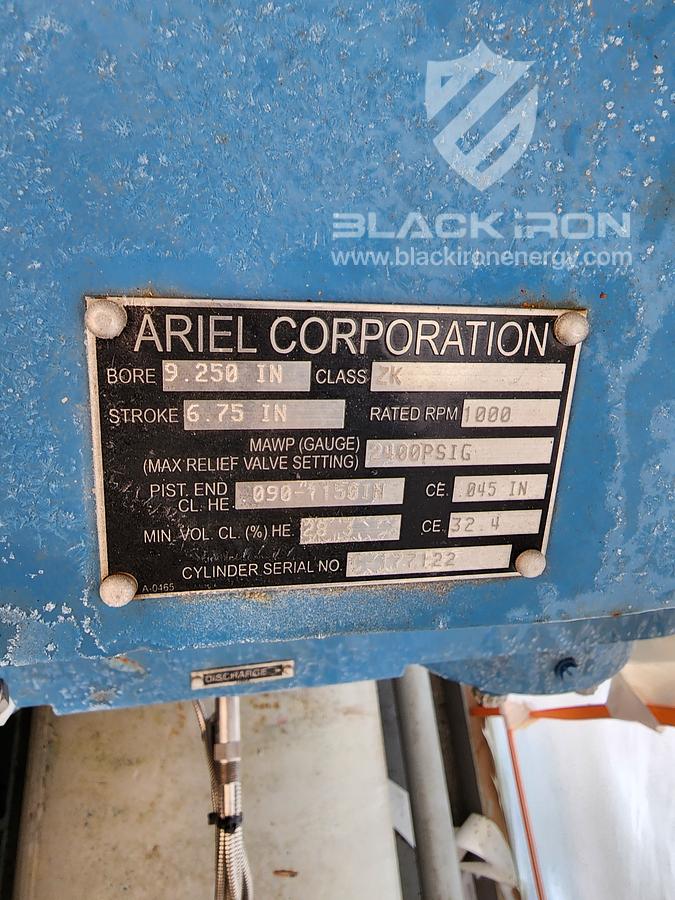 BLACK IRON
www.blackironenergy.com
ARIEL CORPORATION
BORE 9.250 IN CLASS ZK
STROKE 6.75 IN RATED RPM 1000
MAWP (GAUGE)
(MAX RELIEF VALVE SETTING) 2400PSIG
PIST. END
CL. HE. CE. .045 IN
MIN. VOL. CL. (%) HE. CE. 32.4
CYLINDER SERIAL NO.
A-0465
DISCHARGE